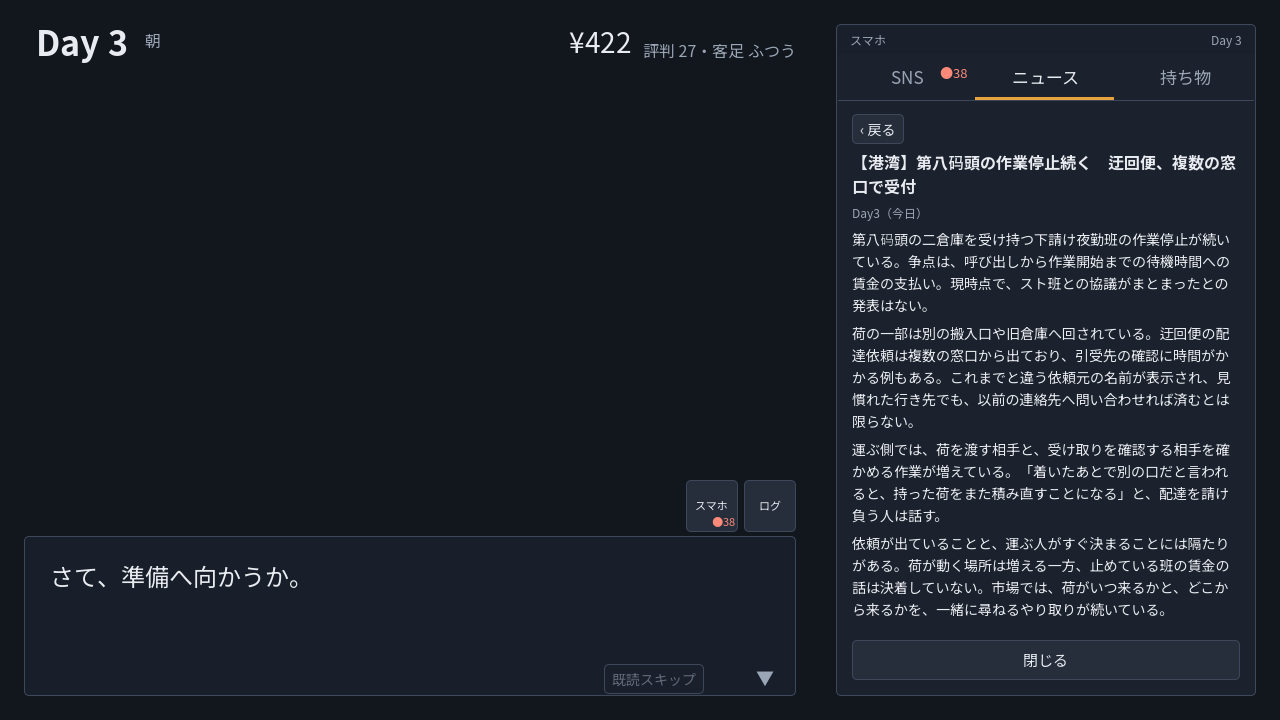 Day 3 朝
¥422 評判 27・客足 ふつう
スマホ
●38
ログ
さて、準備へ向かうか。
既読スキップ
▼
スマホ Day 3
SNS ●38 ニュース 持ち物
‹ 戻る
【港湾】第八码頭の作業停止続く　迂回便、複数の窓
口で受付
Day3（今日）
第八码頭の二倉庫を受け持つ下請け夜勤班の作業停止が続い
ている。争点は、呼び出しから作業開始までの待機時間への
賃金の支払い。現時点で、スト班との協議がまとまったとの
発表はない。
荷の一部は別の搬入口や旧倉庫へ回されている。迂回便の配
達依頼は複数の窓口から出ており、引受先の確認に時間がか
かる例もある。これまでと違う依頼元の名前が表示され、見
慣れた行き先でも、以前の連絡先へ問い合わせれば済むとは
限らない。
運ぶ側では、荷を渡す相手と、受け取りを確認する相手を確
かめる作業が増えている。「着いたあとで別の口だと言われ
ると、持った荷をまた積み直すことになる」と、配達を請け
負う人は話す。
依頼が出ていることと、運ぶ人がすぐ決まることには隔たり
がある。荷が動く場所は増える一方、止めている班の賃金の
話は決着していない。市場では、荷がいつ来るかと、どこか
ら来るかを、一緒に尋ねるやり取りが続いている。
閉じる